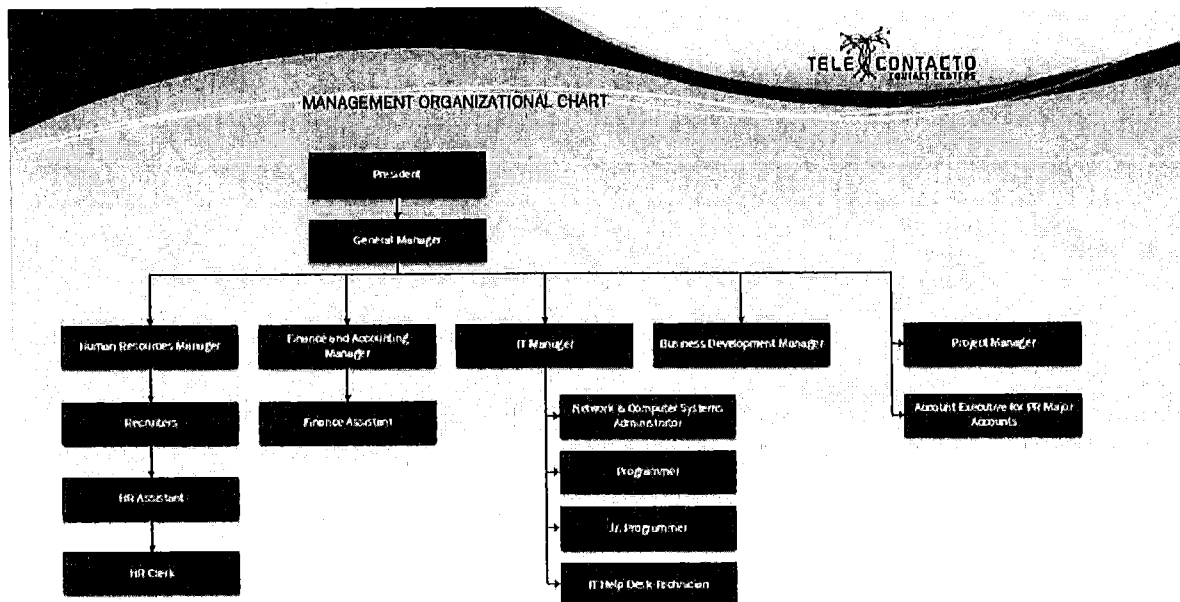 TELE CONTACTO
CONTACT CENTERS
MANAGEMENT ORGANIZATIONAL CHART
President
General Manager
Human Resources Manager
Finance and Accounting
Manager
IT Manager
Business Development Manager
Project Manager
Recruiters
Finance Assistant
Network & Computer Systems
Administrator
Account Executive for PR Major
Accounts
Programmer
HR Assistant
Jr. Programmer
HR Clerk
IT Help Desk Technician